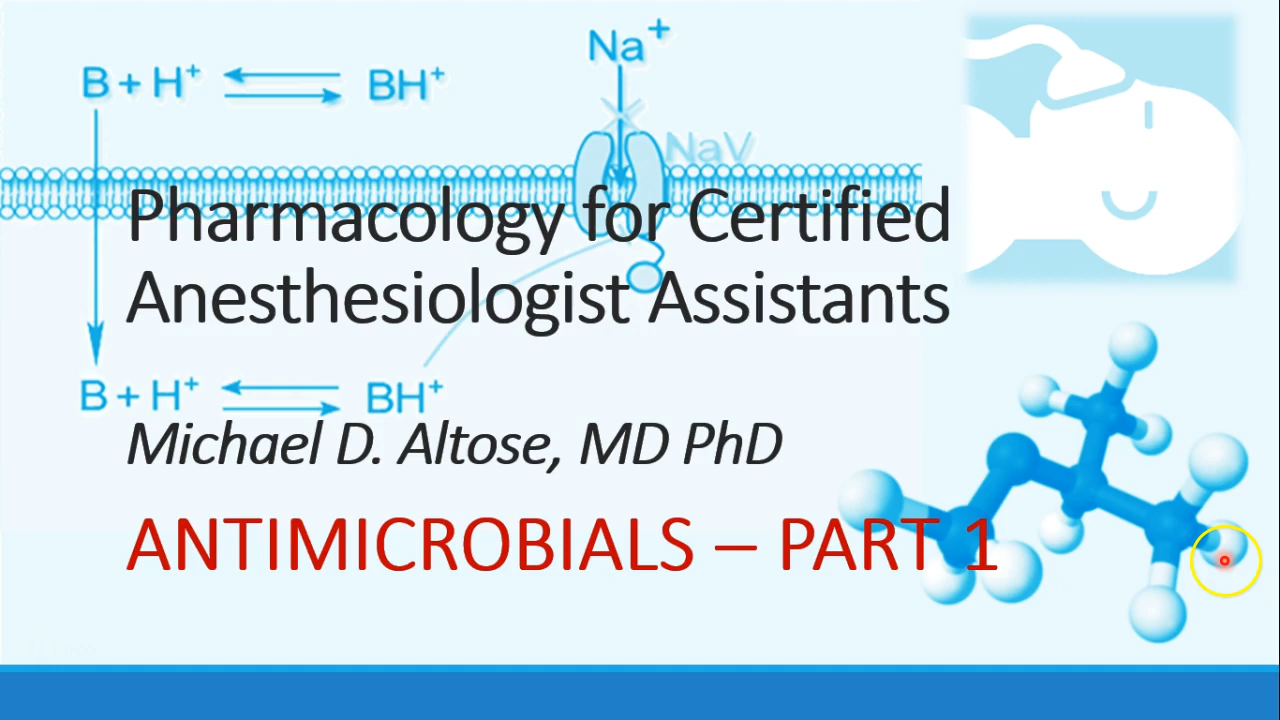 Na⁺
B + H⁺ BH⁺
NaV
Pharmacology for Certified
Anesthesiologist Assistants
B + H⁺ BH⁺
Michael D. Altose, MD PhD
ANTIMICROBIALS – PART 1